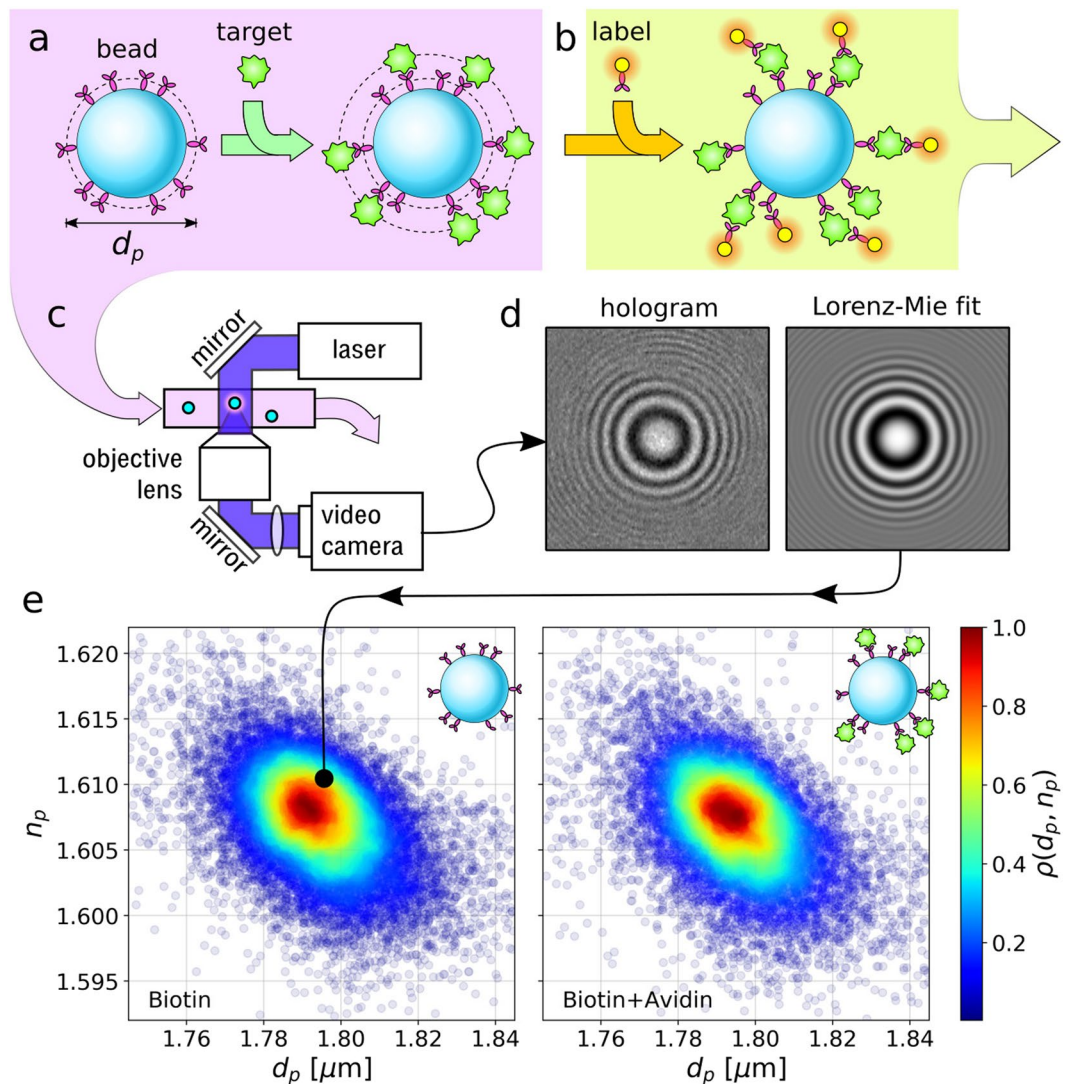 a
bead
target
d_p
b
label
c
mirror
laser
objective
lens
mirror
video
camera
d
hologram
Lorenz-Mie fit
e
1.620
1.615
1.610
1.605
1.600
1.595
n_p
Biotin
1.76
1.78
1.80
1.82
1.84
d_p [μm]
Biotin+Avidin
1.76
1.78
1.80
1.82
1.84
d_p [μm]
1.0
0.8
0.6
0.4
0.2
ρ(d_p, n_p)